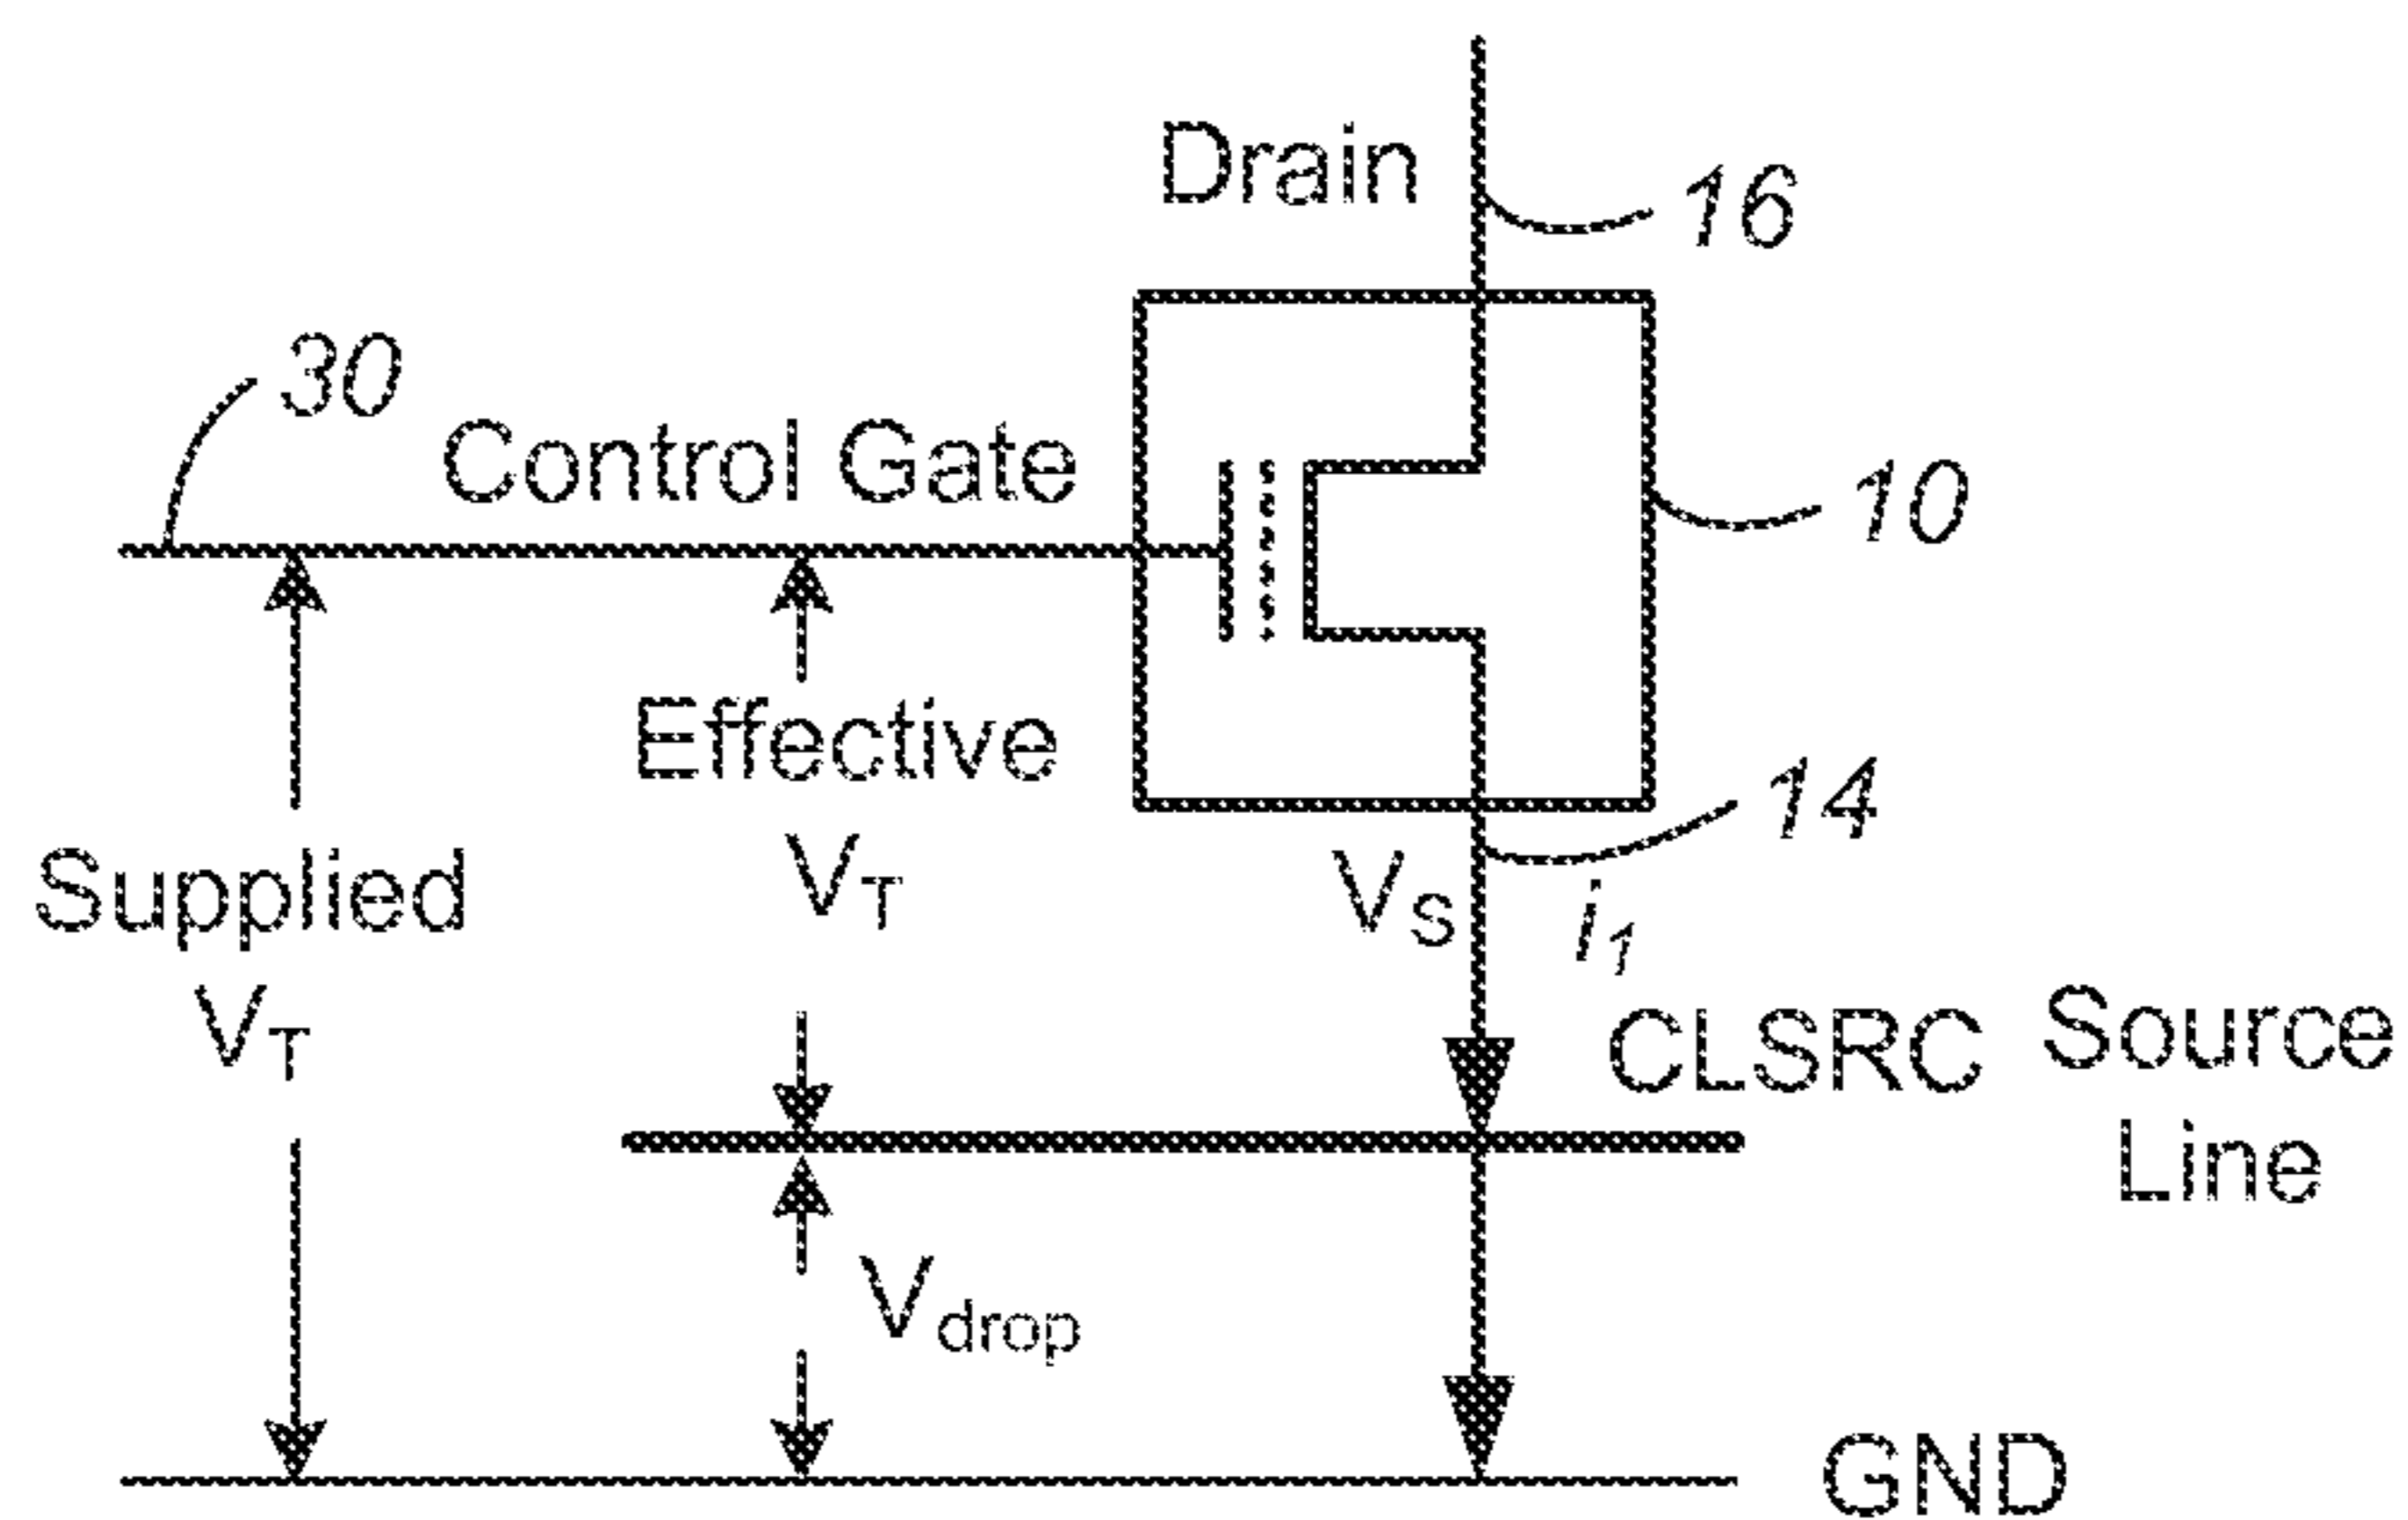 Drain
16
30
Control Gate
10
Effective
VT
14
Supplied
VT
VS
i1
CLSRC
Source
Line
Vdrop
GND